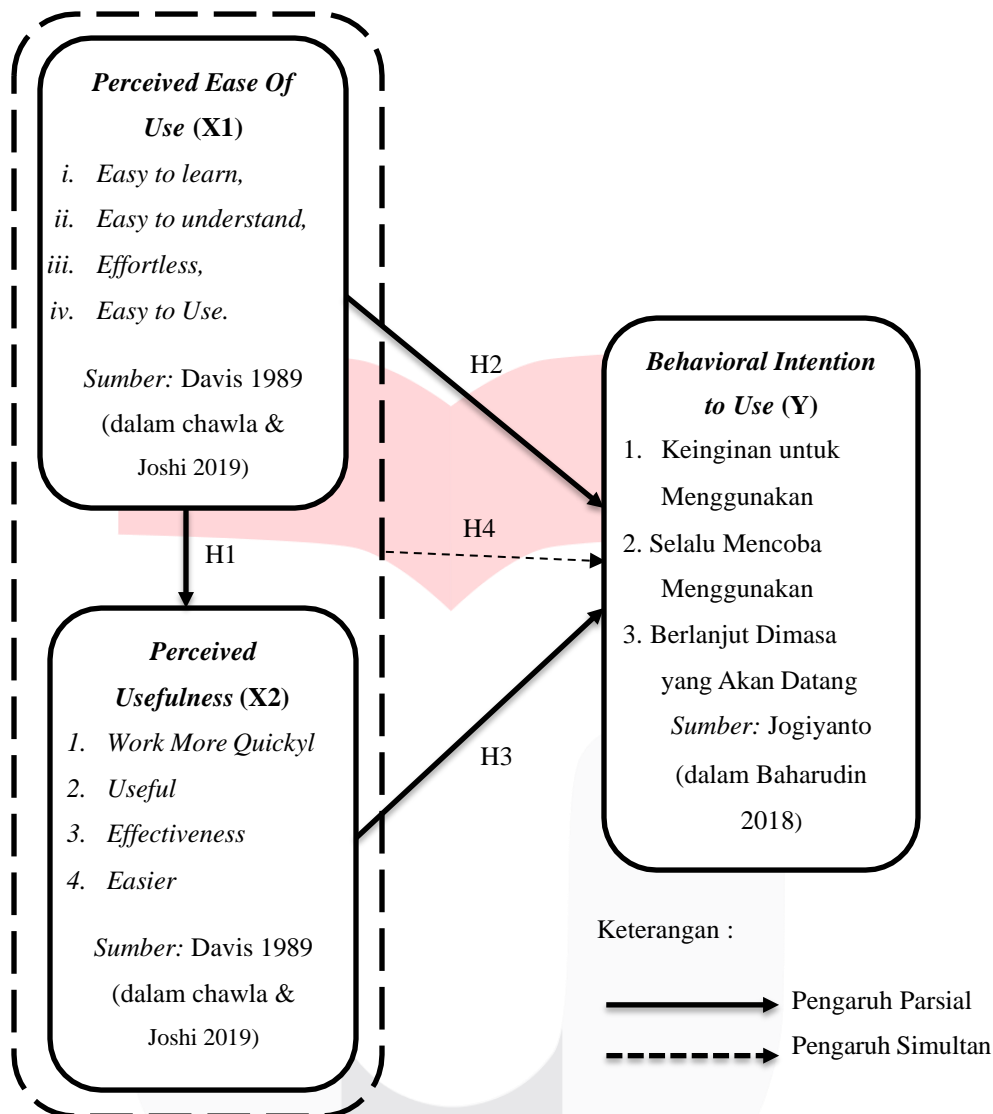 Perceived Ease Of
Use (X1)
i. Easy to learn,
ii. Easy to understand,
iii. Effortless,
iv. Easy to Use.
Sumber: Davis 1989
(dalam chawla &
Joshi 2019)
H1
Perceived
Usefulness (X2)
1. Work More Quickyl
2. Useful
3. Effectiveness
4. Easier
Sumber: Davis 1989
(dalam chawla &
Joshi 2019)
H2
H4
H3
Behavioral Intention
to Use (Y)
1. Keinginan untuk
Menggunakan
2. Selalu Mencoba
Menggunakan
3. Berlanjut Dimasa
yang Akan Datang
Sumber: Jogiyanto
(dalam Baharudin
2018)
Keterangan :
Pengaruh Parsial
Pengaruh Simultan